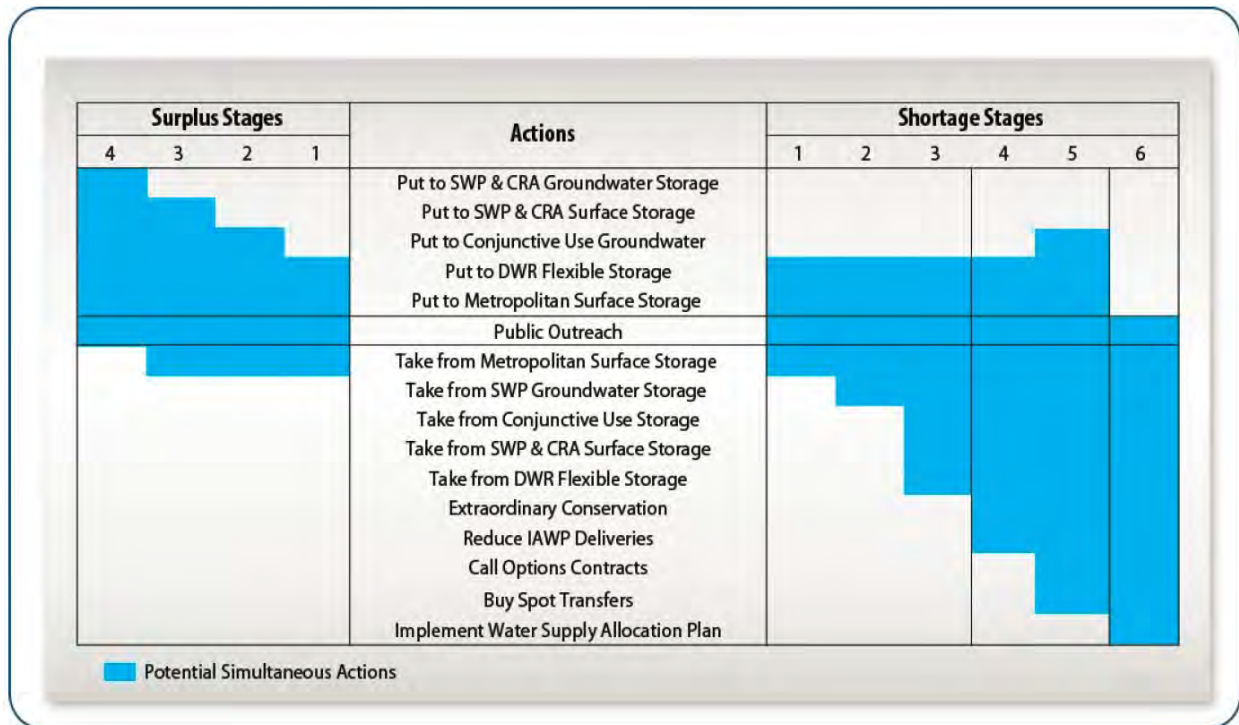 Surplus Stages
Actions
Shortage Stages
4 3 2 1
1 2 3 4 5 6
Put to SWP & CRA Groundwater Storage
Put to SWP & CRA Surface Storage
Put to Conjunctive Use Groundwater
Put to DWR Flexible Storage
Put to Metropolitan Surface Storage
Public Outreach
Take from Metropolitan Surface Storage
Take from SWP Groundwater Storage
Take from Conjunctive Use Storage
Take from SWP & CRA Surface Storage
Take from DWR Flexible Storage
Extraordinary Conservation
Reduce IAWP Deliveries
Call Options Contracts
Buy Spot Transfers
Implement Water Supply Allocation Plan
Potential Simultaneous Actions